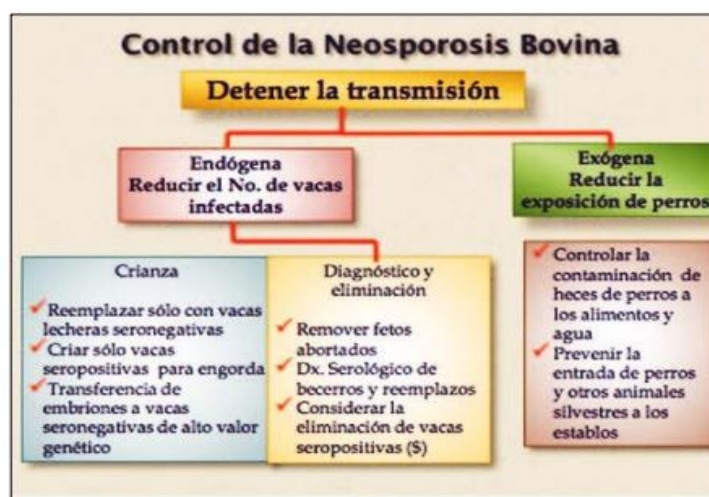 Control de la Neosporosis Bovina
Detener la transmisión
Endógena
Reducir el No. de vacas
infectadas
Exógena
Reducir la
exposición de perros
Crianza
Reemplazar sólo con vacas
lecheras seronegativas
Criar sólo vacas
seropositivas para engorda
Transferencia de
embriones a vacas
seronegativas de alto valor
genético
Diagnóstico y
eliminación
Remover fetos
abortados
Dx. Serológico de
becerros y reemplazos
Considerar la
eliminación de vacas
seropositivas ($)
Controlar la
contaminación de
heces de perros a
los alimentos y
agua
Prevenir la
entrada de perros
y otros animales
silvestres a los
establos